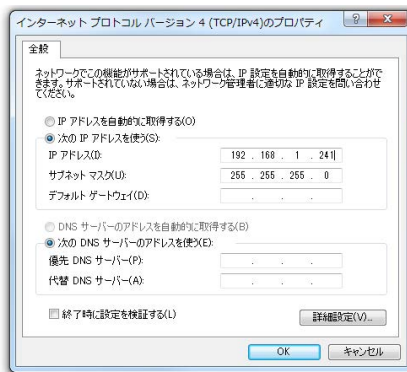 インターネット プロトコル バージョン 4 (TCP/IPv4)のプロパティ
全般
ネットワークでこの機能がサポートされている場合は、IP 設定を自動的に取得することがで
きます。サポートされていない場合は、ネットワーク管理者に適切な IP 設定を問い合わせ
てください。
IP アドレスを自動的に取得する(O)
次の IP アドレスを使う(S):
IP アドレス(I): 192 . 168 . 1 . 241
サブネット マスク(U): 255 . 255 . 255 . 0
デフォルト ゲートウェイ(D): . . .
DNS サーバーのアドレスを自動的に取得する(B)
次の DNS サーバーのアドレスを使う(E):
優先 DNS サーバー(P): . . .
代替 DNS サーバー(A): . . .
終了時に設定を検証する(L)
詳細設定(V)...
OK キャンセル